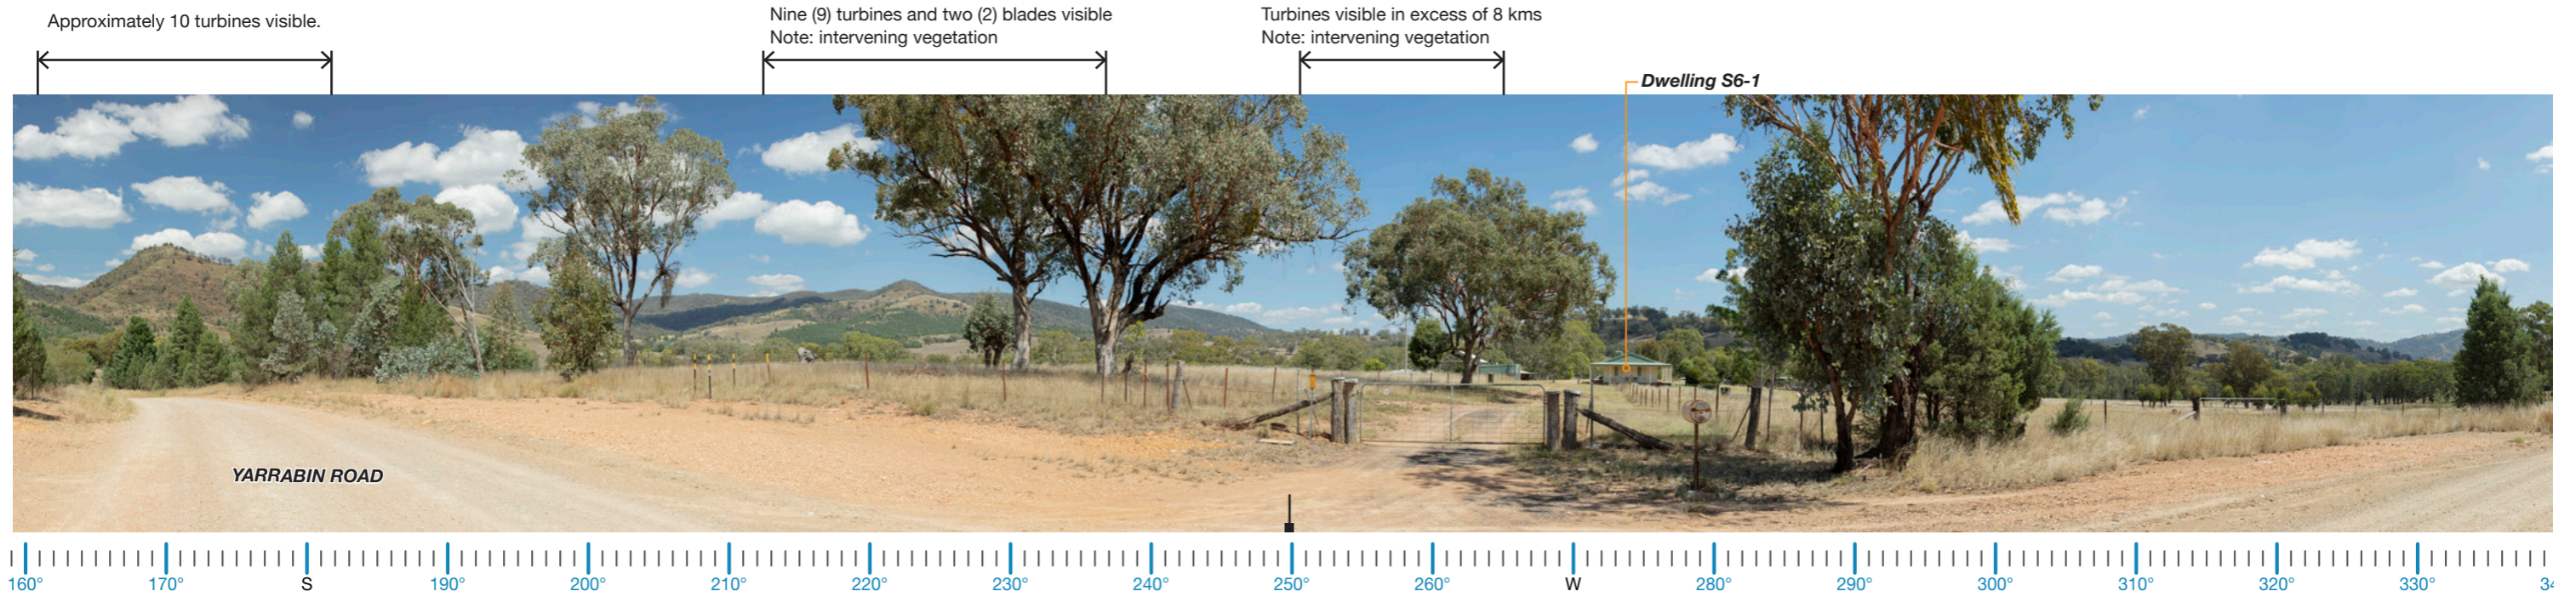 Approximately 10 turbines visible.
Nine (9) turbines and two (2) blades visible
Note: intervening vegetation
Turbines visible in excess of 8 kms
Note: intervening vegetation
Dwelling S6-1
YARRABIN ROAD
160° 170° S 190° 200° 210° 220° 230° 240° 250° 260° W 280° 290° 300° 310° 320° 330°